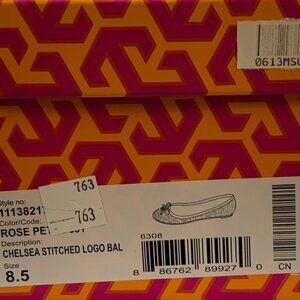 0613MSU
763
Style no:
11138217
763
Color/Code:
ROSE PET
6308
Description:
CHELSEA STITCHED LOGO BAL
Size
8.5
8 86762 89927 0 CN